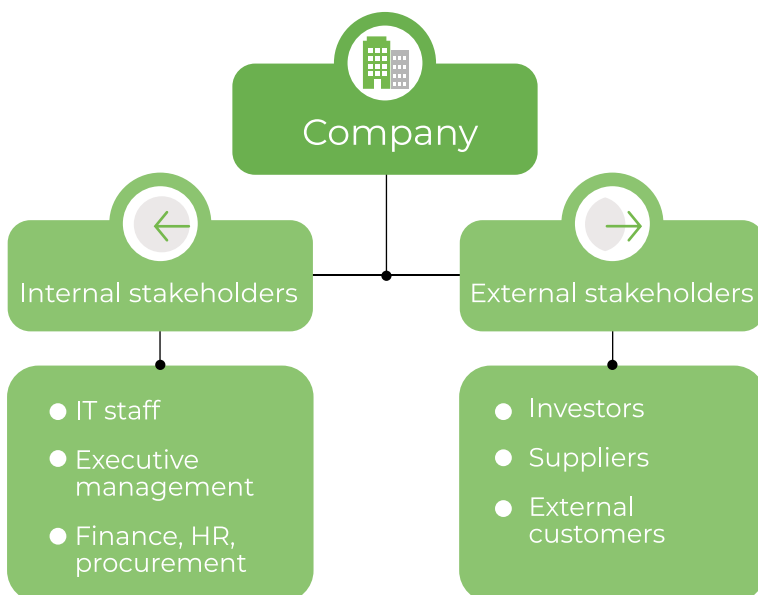 Company
Internal stakeholders
External stakeholders
IT staff
Executive
management
Finance, HR,
procurement
Investors
Suppliers
External
customers